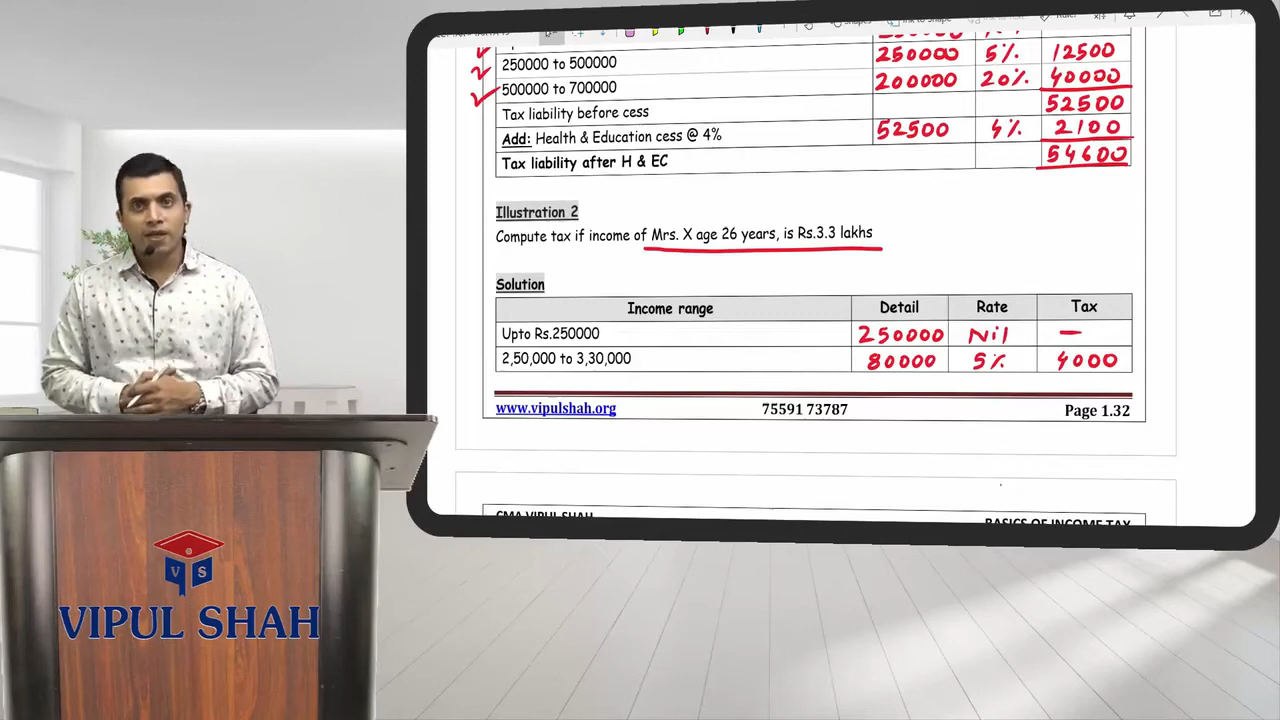 250000 to 500000 250000 5% 12500
500000 to 700000 200000 20% 40000
Tax liability before cess 52500
Add: Health & Education cess @ 4% 52500 4% 2100
Tax liability after H & EC 54600
Illustration 2
Compute tax if income of Mrs. X age 26 years, is Rs.3.3 lakhs
Solution
Income range Detail Rate Tax
Upto Rs.250000 250000 Nil –
2,50,000 to 3,30,000 80000 5% 4000
www.vipulshah.org 75591 73787 Page 1.32
CMA VIPUL SHAH BASICS OF INCOME TAX
V S
VIPUL SHAH